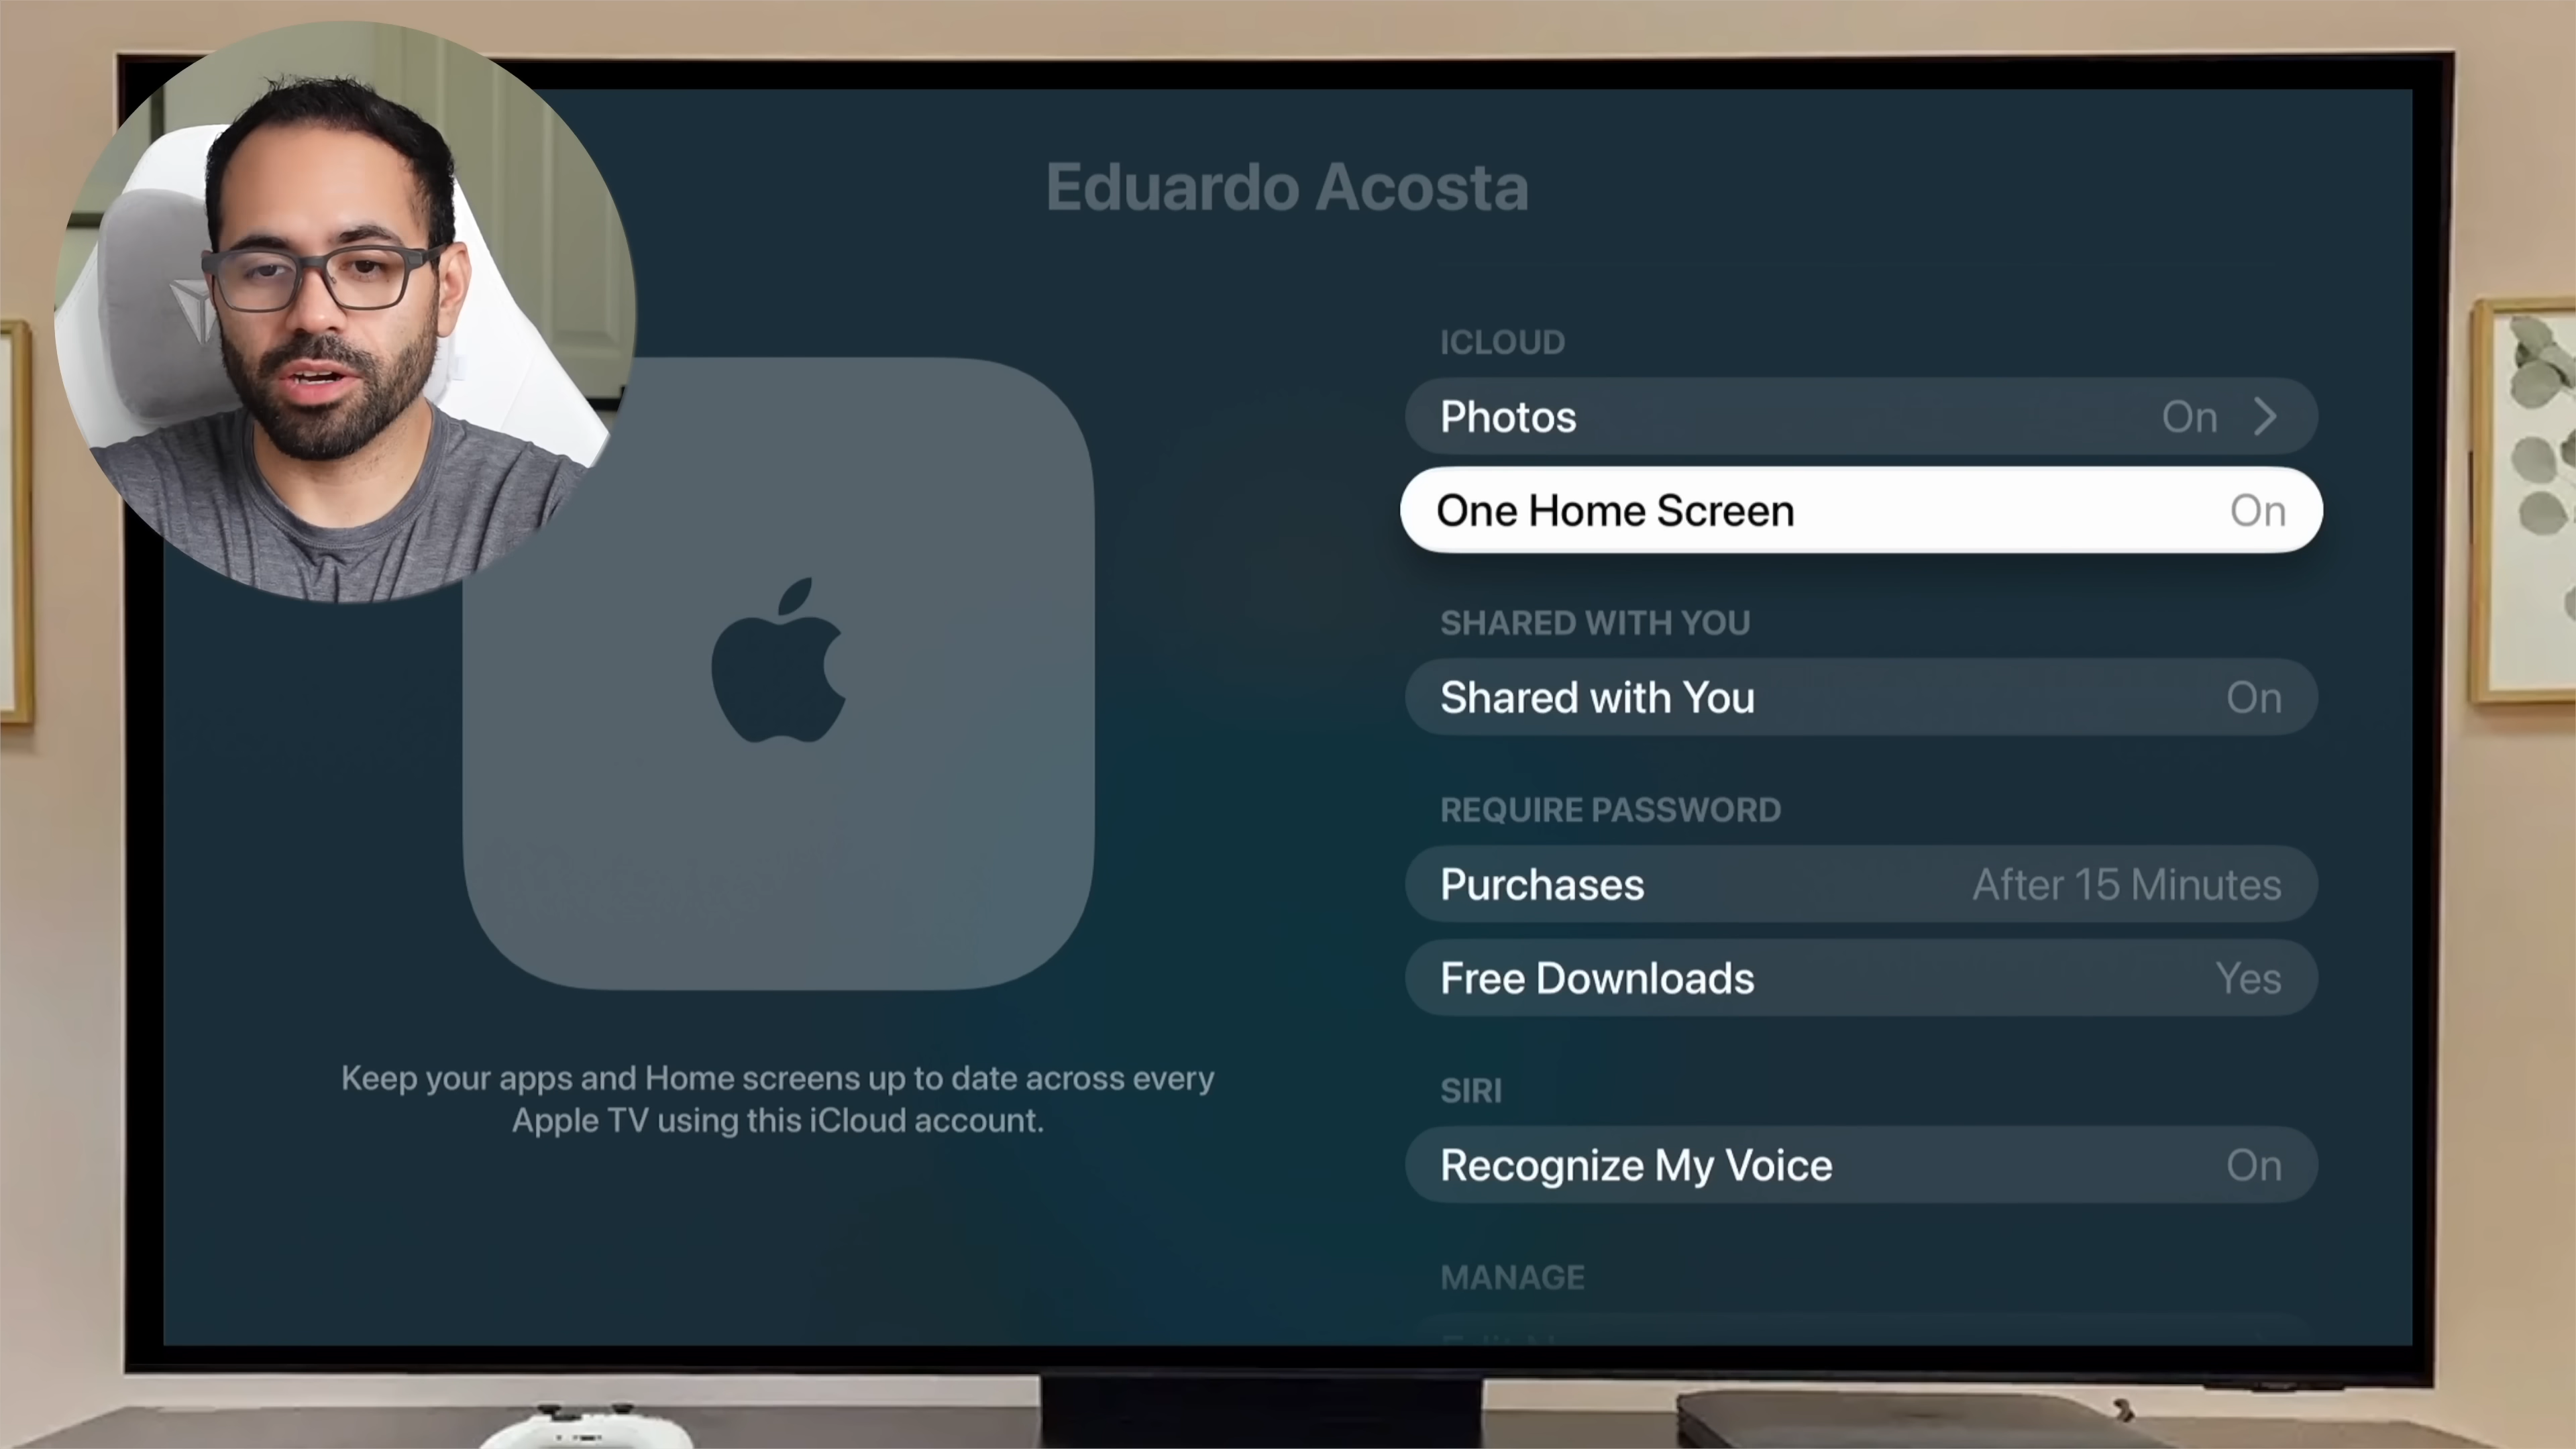 Eduardo Acosta
ICLOUD
Photos On
One Home Screen On
SHARED WITH YOU
Shared with You On
REQUIRE PASSWORD
Purchases After 15 Minutes
Free Downloads Yes
SIRI
Recognize My Voice On
MANAGE
Keep your apps and Home screens up to date across every
Apple TV using this iCloud account.